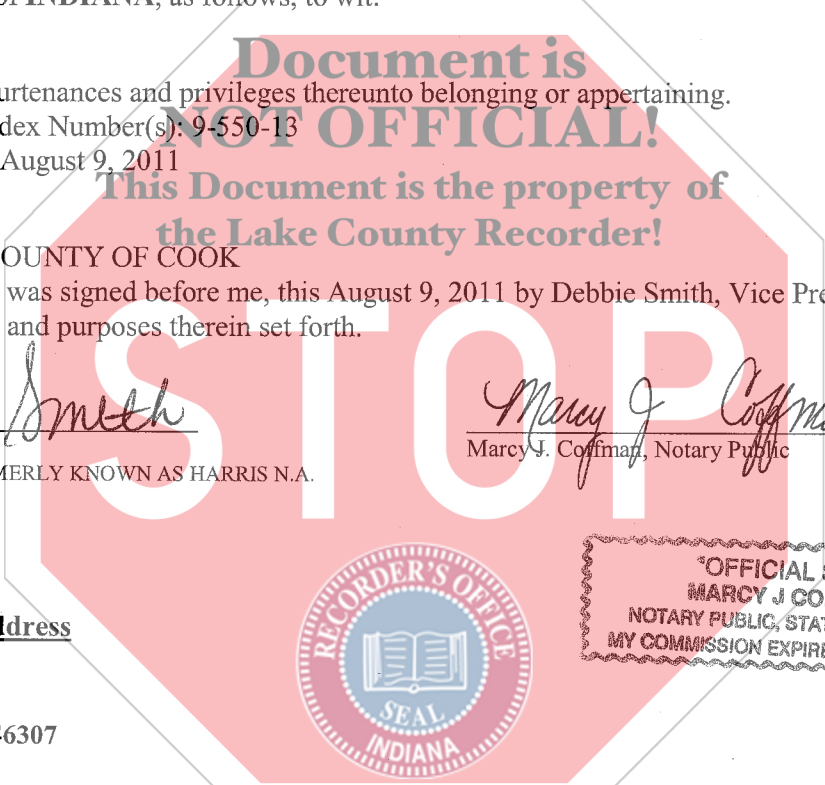 of INDIANA, as follows, to wit:
Document is
urtenances and privileges thereunto belonging or appertaining.
NOT OFFICIAL!
dex Number(s): 9-550-13
August 9, 2011
This Document is the property of
the Lake County Recorder!
OUNTY OF COOK
was signed before me, this August 9, 2011 by Debbie Smith, Vice Pre
and purposes therein set forth.
STOP
Smith
Marcy J Coffma
Marcy J. Coffman, Notary Public
MERLY KNOWN AS HARRIS N.A.
"OFFICIAL
MARCY J CO
NOTARY PUBLIC, STAT
MY COMMISSION EXPIRE
RECORDER'S OFFICE
SEAL
INDIANA
ddress
46307